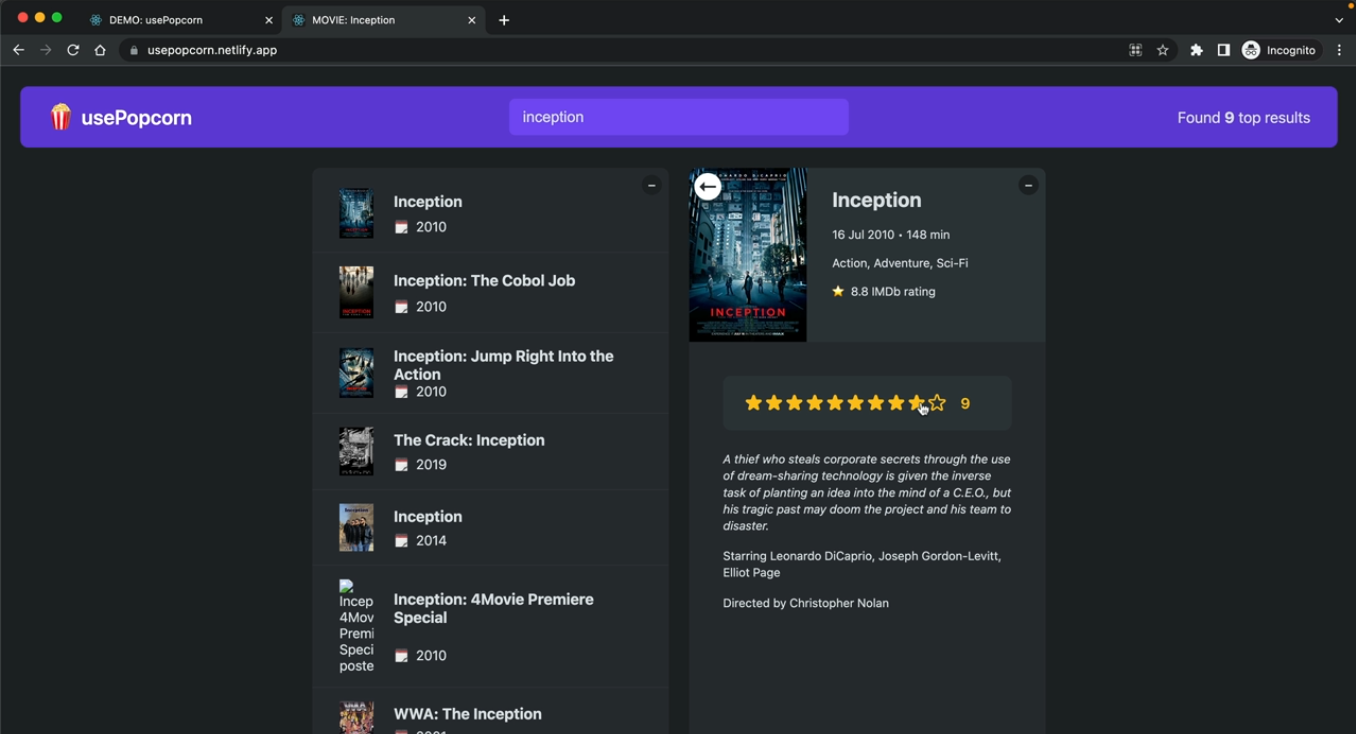 DEMO: usePopcorn
MOVIE: Inception
usepopcorn.netlify.app
Incognito
usePopcorn
inception
Found 9 top results
Inception
2010
Inception: The Cobol Job
2010
Inception: Jump Right Into the
Action
2010
The Crack: Inception
2019
Inception
2014
Incep
4Mov
Premi
Speci
poste
Inception: 4Movie Premiere
Special
2010
WWA: The Inception
INCEPTION
Inception
16 Jul 2010 • 148 min
Action, Adventure, Sci-Fi
8.8 IMDb rating
9
A thief who steals corporate secrets through the use
of dream-sharing technology is given the inverse
task of planting an idea into the mind of a C.E.O., but
his tragic past may doom the project and his team to
disaster.
Starring Leonardo DiCaprio, Joseph Gordon-Levitt,
Elliot Page
Directed by Christopher Nolan